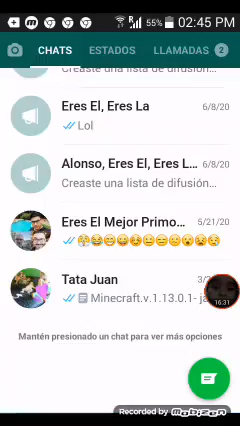 55% 02:45 PM
CHATS ESTADOS LLAMADAS 2
Creaste una lista de difusión...
Eres El, Eres La 6/8/20
Lol
Alonso, Eres El, Eres L... 6/8/20
Creaste una lista de difusión...
Eres El Mejor Primo... 5/21/20
😤😂😁😄☺😐😑😕😮😧😯
Tata Juan 3/
Minecraft.v.1.13.0.1- ja
16:31
Mantén presionado un chat para ver más opciones
Recorded by MOBIZEN